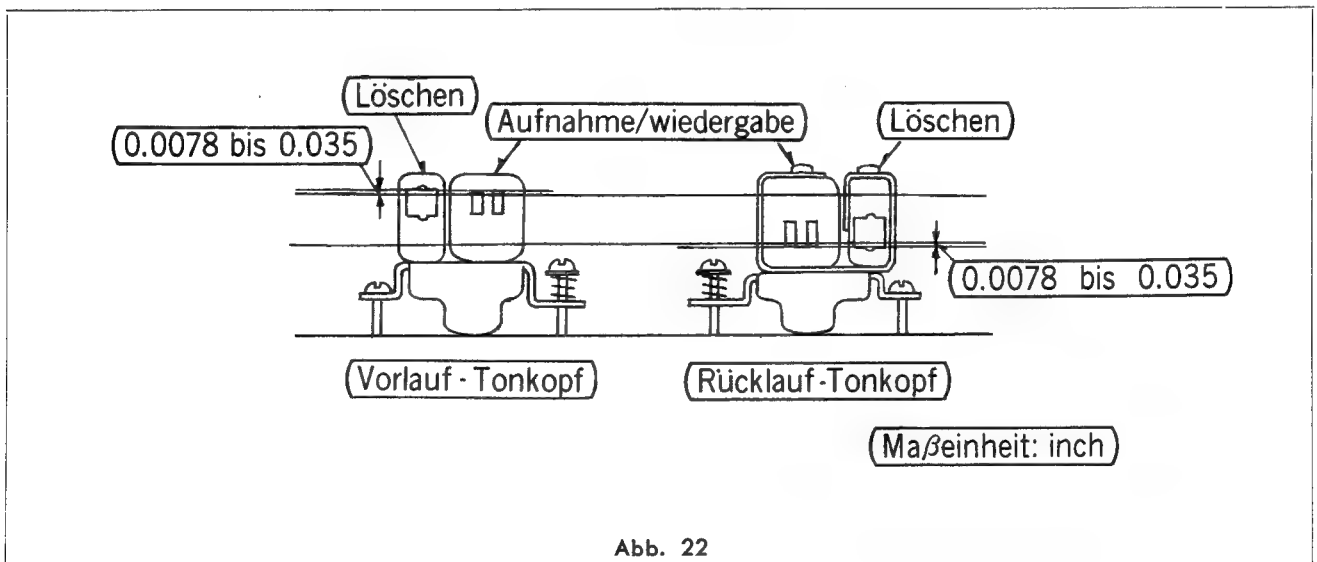 Löschen
Aufnahme/wiedergabe
Löschen
0.0078 bis 0.035
0.0078 bis 0.035
Vorlauf - Tonkopf
Rücklauf-Tonkopf
Maßeinheit: inch
Abb. 22